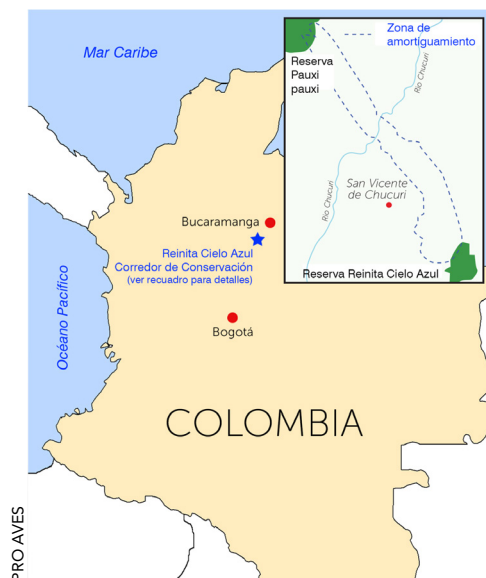 Mar Caribe
Zona de
amortiguamiento
Reserva
Pauxi
pauxi
Río Chucurí
San Vicente
de Chucurí
Río Chucurí
Reserva Reinita Cielo Azul
Bucaramanga
Reinita Cielo Azul
Corredor de Conservación
(ver recuadro para detalles)
Océano Pacífico
Bogotá
COLOMBIA
PRO AVES